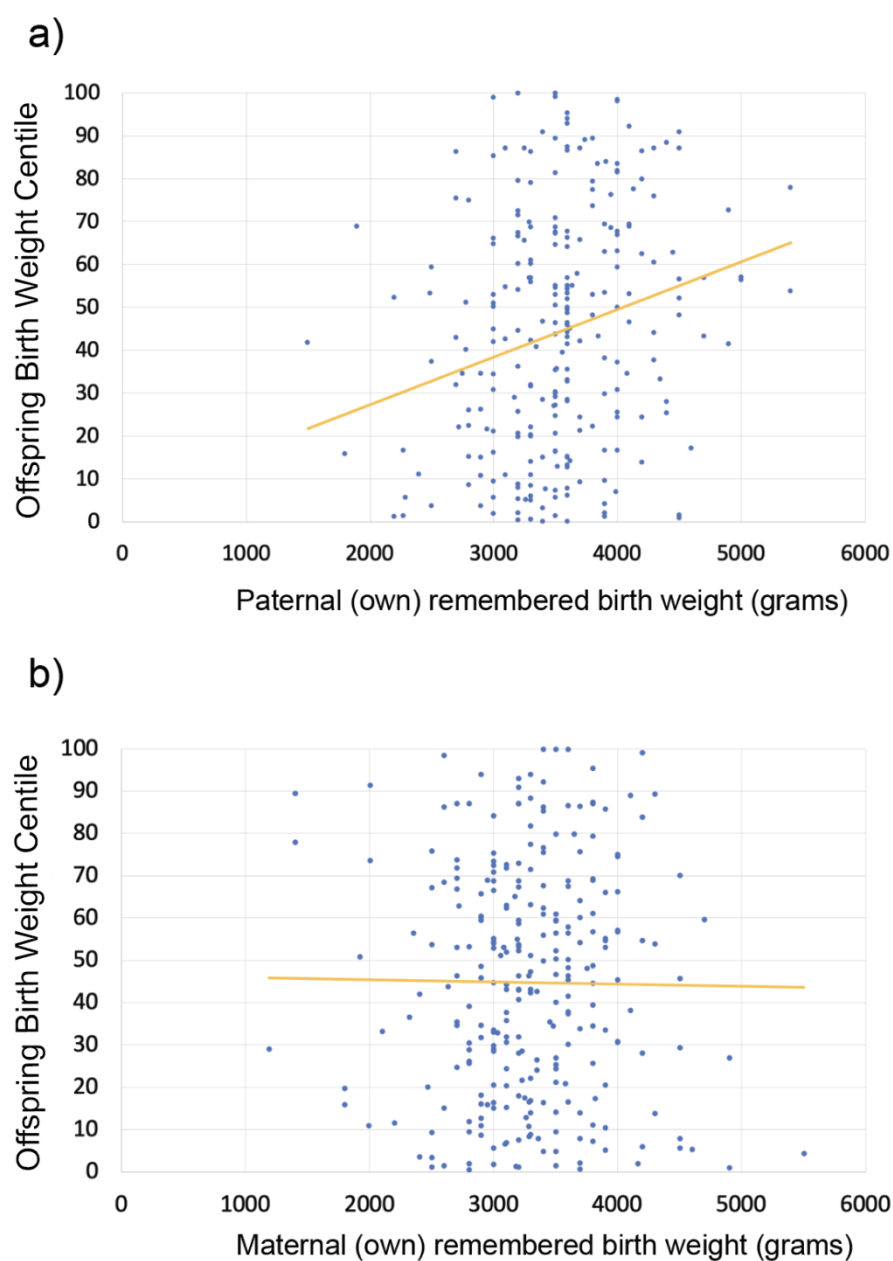 a)
Offspring Birth Weight Centile
100
90
80
70
60
50
40
30
20
10
0
0 1000 2000 3000 4000 5000 6000
Paternal (own) remembered birth weight (grams)
b)
Offspring Birth Weight Centile
100
90
80
70
60
50
40
30
20
10
0
0 1000 2000 3000 4000 5000 6000
Maternal (own) remembered birth weight (grams)